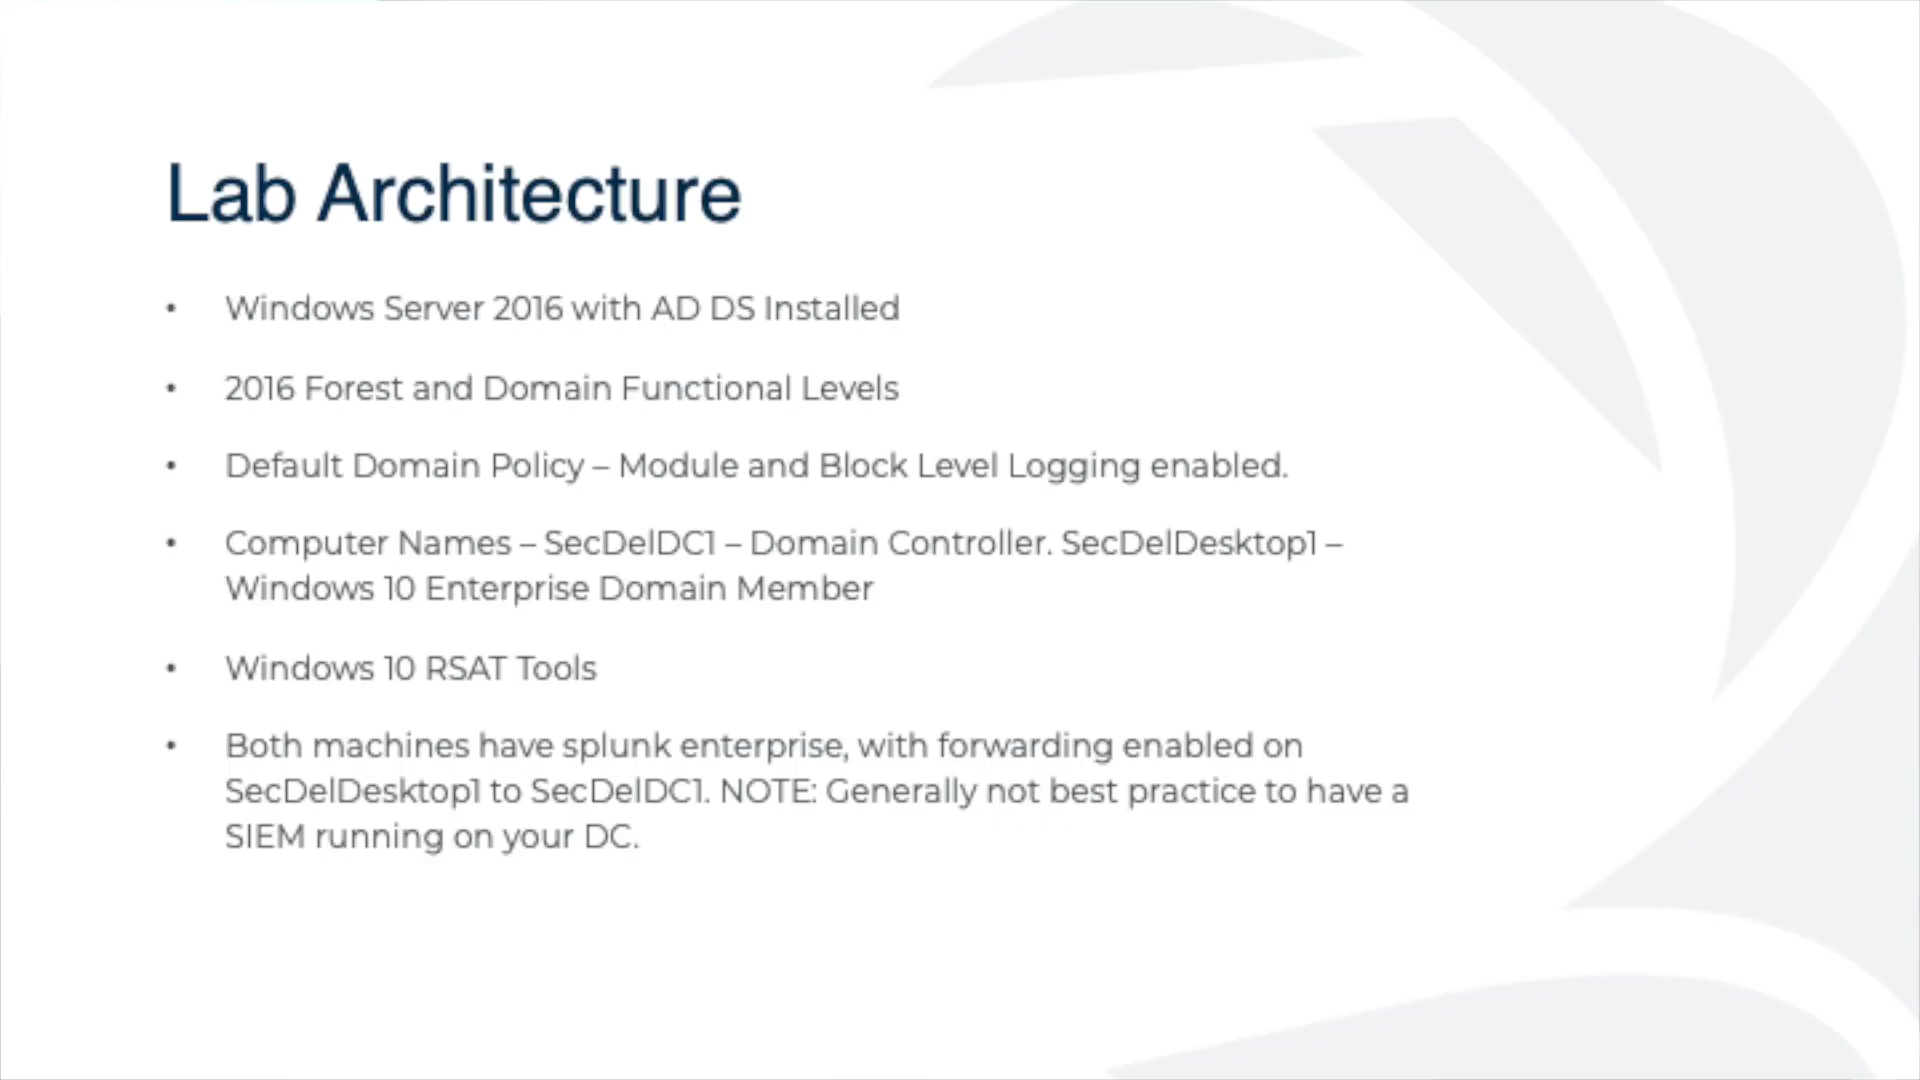 Lab Architecture
• Windows Server 2016 with AD DS Installed
• 2016 Forest and Domain Functional Levels
• Default Domain Policy – Module and Block Level Logging enabled.
• Computer Names – SecDelDC1 – Domain Controller. SecDelDesktop1 –
Windows 10 Enterprise Domain Member
• Windows 10 RSAT Tools
• Both machines have splunk enterprise, with forwarding enabled on
SecDelDesktop1 to SecDelDC1. NOTE: Generally not best practice to have a
SIEM running on your DC.